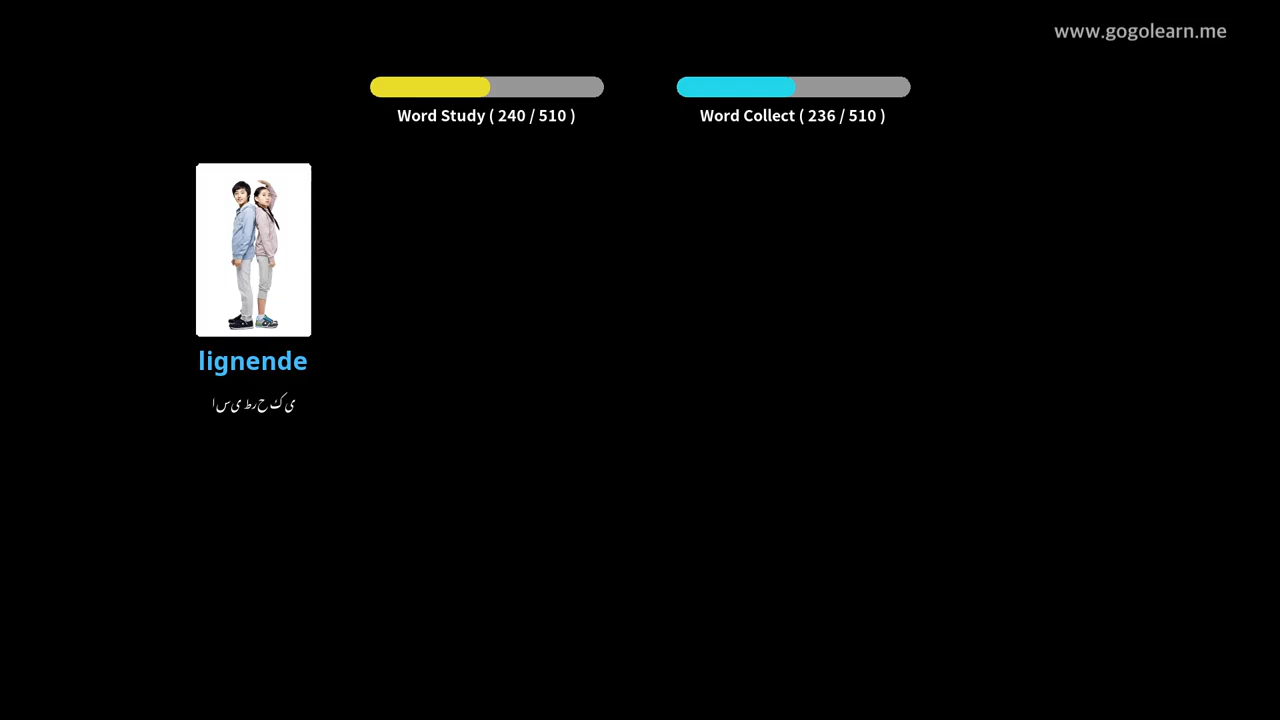 www.gogolearn.me
Word Study ( 240 / 510 )
Word Collect ( 236 / 510 )
lignende
اسی طرح کی